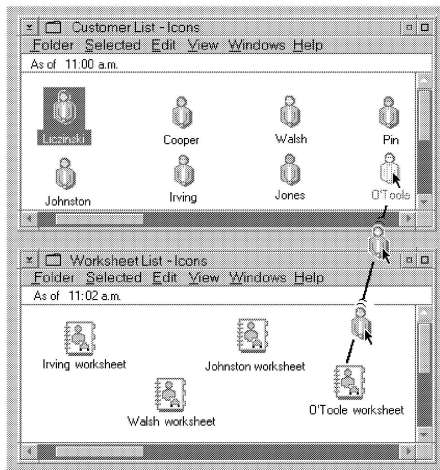 Customer List - Icons
Folder Selected Edit View Windows Help
As of 11:00 a.m.
Liczinski Cooper Walsh Pin
Johnston Irving Jones O'Toole
Worksheet List - Icons
Folder Selected Edit View Windows Help
As of 11:02 a.m.
Irving worksheet Johnston worksheet
Walsh worksheet O'Toole worksheet